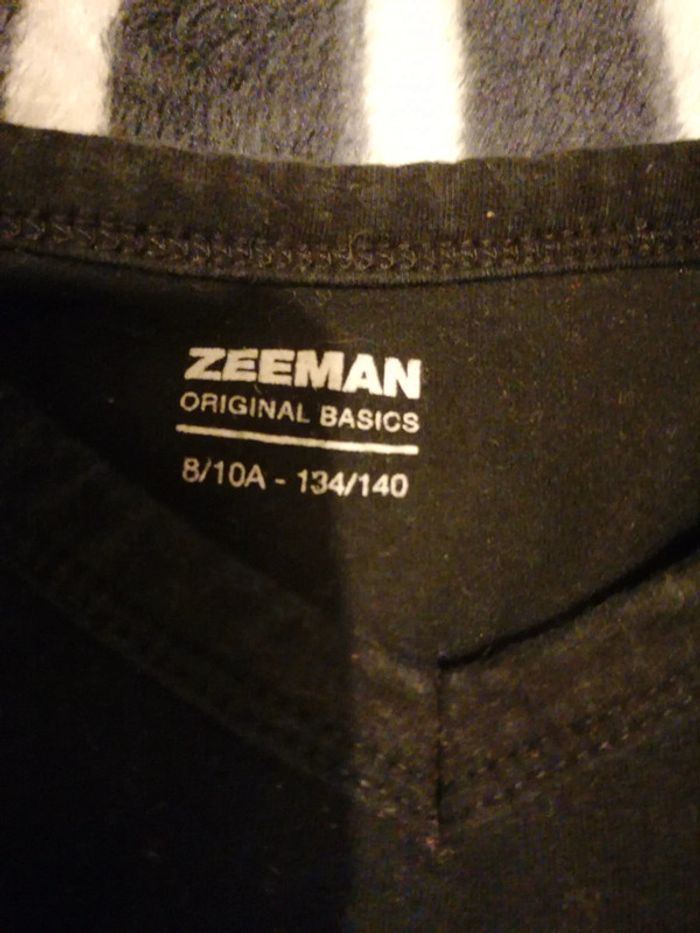 ZEEMAN
ORIGINAL BASICS
8/10A - 134/140